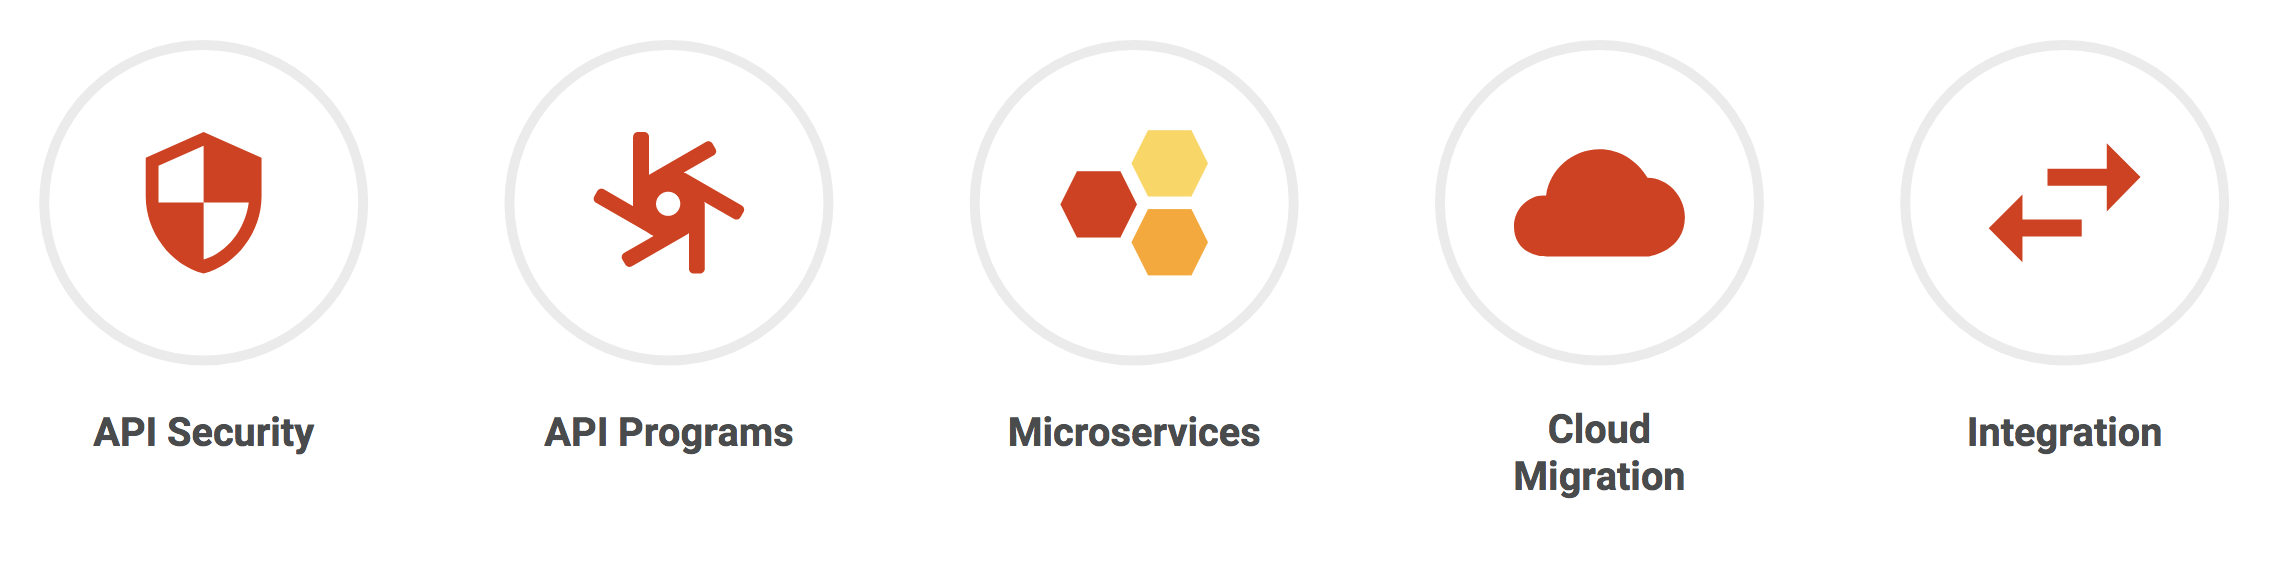 API Security
API Programs
Microservices
Cloud
Migration
Integration